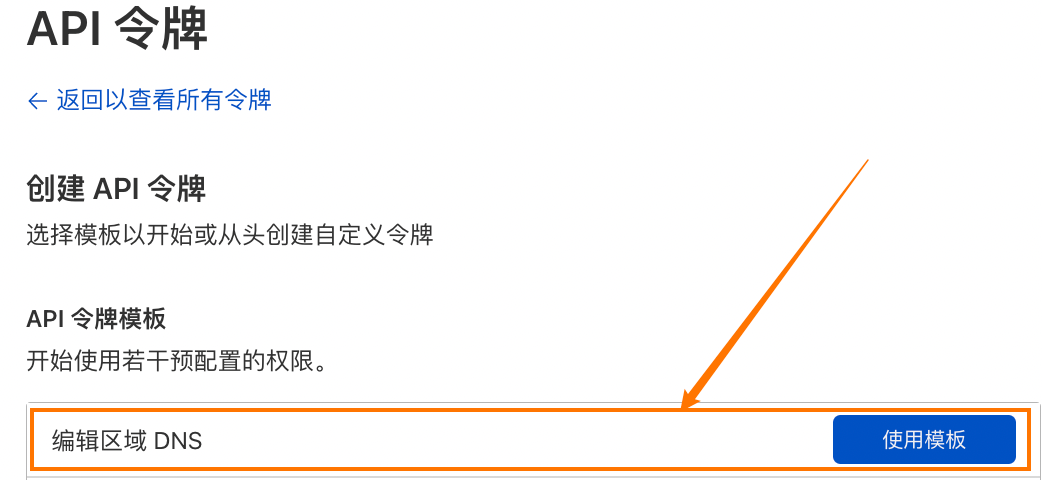 API 令牌
← 返回以查看所有令牌
创建 API 令牌
选择模板以开始或从头创建自定义令牌
API 令牌模板
开始使用若干预配置的权限。
编辑区域 DNS 使用模板